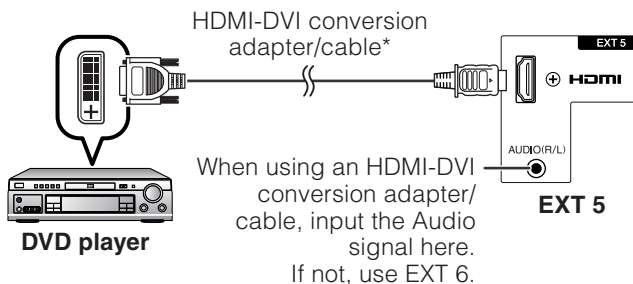 HDMI-DVI conversion
adapter/cable*
EXT 5
HDMI
AUDIO(R/L)
EXT 5
When using an HDMI-DVI
conversion adapter/
cable, input the Audio
signal here.
If not, use EXT 6.
DVD player